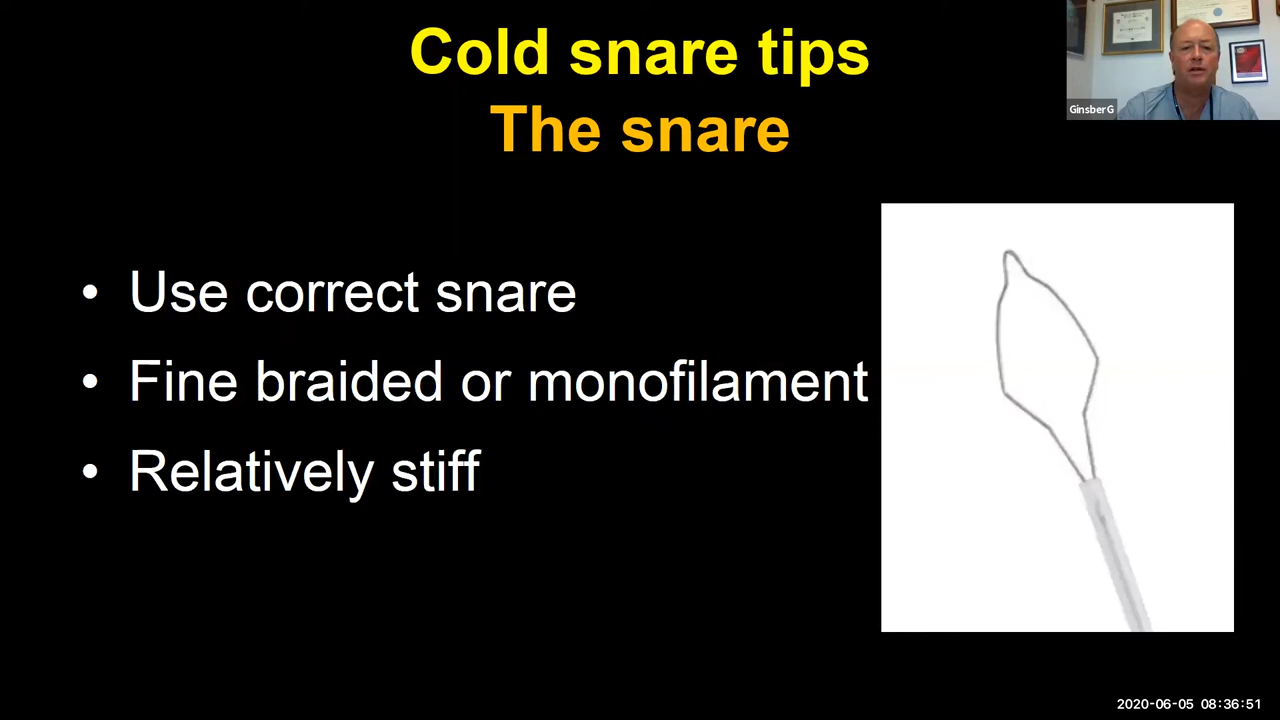 Cold snare tips
The snare
Ginsber G
• Use correct snare
• Fine braided or monofilament
• Relatively stiff
2020-06-05 08:36:51